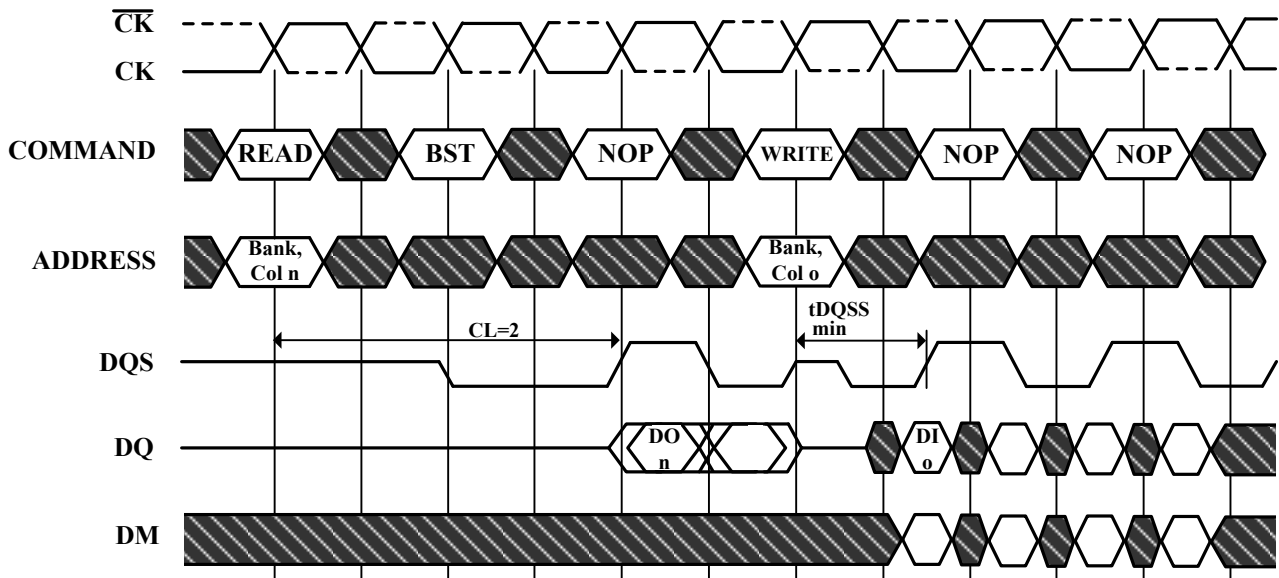 CK
CK
COMMAND
READ
BST
NOP
WRITE
NOP
NOP
ADDRESS
Bank,
Col n
Bank,
Col o
CL=2
tDQSS
min
DQS
DQ
DO
n
DI
o
DM